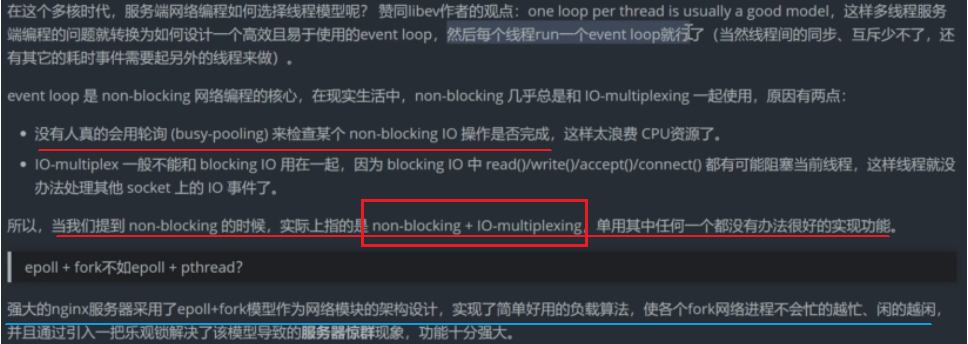 在这个多核时代，服务端网络编程如何选择线程模型呢？ 赞同libev作者的观点：one loop per thread is usually a good model，这样多线程服务
端编程的问题就转换为如何设计一个高效且易于使用的event loop，然后每个线程run一个event loop就行了（当然线程间的同步、互斥少不了，还
有其它的耗时事件需要起另外的线程来做）。
event loop 是 non-blocking 网络编程的核心，在现实生活中，non-blocking 几乎总是和 IO-multiplexing 一起使用，原因有两点：
• 没有人真的会用轮询 (busy-pooling) 来检查某个 non-blocking IO 操作是否完成，这样太浪费 CPU资源了。
• IO-multiplex 一般不能和 blocking IO 用在一起，因为 blocking IO 中 read()/write()/accept()/connect() 都有可能阻塞当前线程，这样线程就没
办法处理其他 socket 上的 IO 事件了。
所以，当我们提到 non-blocking 的时候，实际上指的是 non-blocking + IO-multiplexing，单用其中任何一个都没有办法很好的实现功能。
epoll + fork不如epoll + pthread？
强大的nginx服务器采用了epoll+fork模型作为网络模块的架构设计，实现了简单好用的负载算法，使各个fork网络进程不会忙的越忙、闲的越闲，
并且通过引入一把乐观锁解决了该模型导致的服务器惊群现象，功能十分强大。